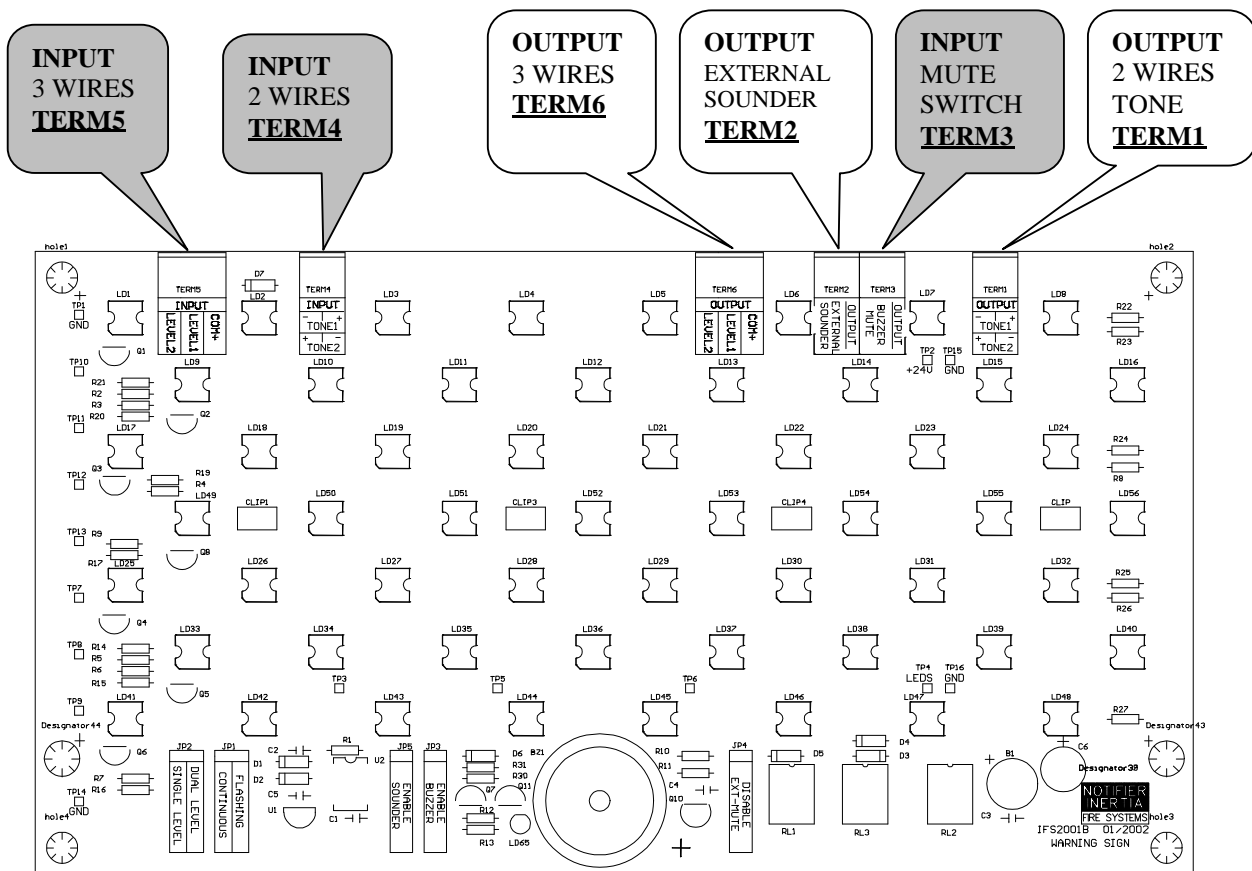 INPUT
3 WIRES
TERM5
INPUT
2 WIRES
TERM4
OUTPUT
3 WIRES
TERM6
OUTPUT
EXTERNAL
SOUNDER
TERM2
INPUT
MUTE
SWITCH
TERM3
OUTPUT
2 WIRES
TONE
TERM1
hole1
hole2
TERM5
INPUT
LEVEL2
LEVEL1
COM+
D7
TERM4
INPUT
- +
TONE1
+ -
TONE2
TERM6
OUTPUT
LEVEL2
LEVEL1
COM+
TERM2
TERM3
EXTERNAL
SOUNDER
OUTPUT
BUZZER
MUTE
OUTPUT
TERM1
OUTPUT
- +
TONE1
+ -
TONE2
+
TP1
GND
LD1
LD2
LD3
LD4
LD5
LD6
LD7
LD8
+
R22
R23
Q1
TP10
TP2
+24V
TP15
GND
LD9
LD10
LD11
LD12
LD13
LD14
LD15
LD16
R21
R2
R3
R20
Q2
TP11
LD17
LD18
LD19
LD20
LD21
LD22
LD23
LD24
R24
R8
Q3
TP12
R19
R4
LD49
CLIP1
LD50
LD51
CLIP3
LD52
LD53
CLIP4
LD54
LD55
CLIP
LD56
TP13
R9
R17
Q8
LD25
LD26
LD27
LD28
LD29
LD30
LD31
LD32
R25
R26
TP7
Q4
LD33
LD34
LD35
LD36
LD37
LD38
LD39
LD40
TP8
R14
R5
R6
R15
Q5
TP3
TP5
TP6
TP4
LEDS
TP16
GND
TP9
LD41
LD42
LD43
LD44
LD45
LD46
LD47
LD48
R27
Designator44
+
Designator43
+
Q6
R7
R16
TP14
GND
hole4
JP2
DUAL LEVEL
SINGLE LEVEL
JP1
FLASHING
CONTINUOUS
C2
D1
D2
C5
U1
R1
U2
C1
JP5
ENABLE
SOUNDER
JP3
ENABLE
BUZZER
D6
R31
R30
Q7
Q11
R12
R13
LD65
BZ1
+
R10
R11
C4
Q10
JP4
DISABLE
EXT-MUTE
D5
D4
D3
RL1
RL3
RL2
B1
C3
+
C6
NOTIFIER
INERTIA
FIRE SYSTEMS
hole3
IFS2001B 01/2002
WARNING SIGN